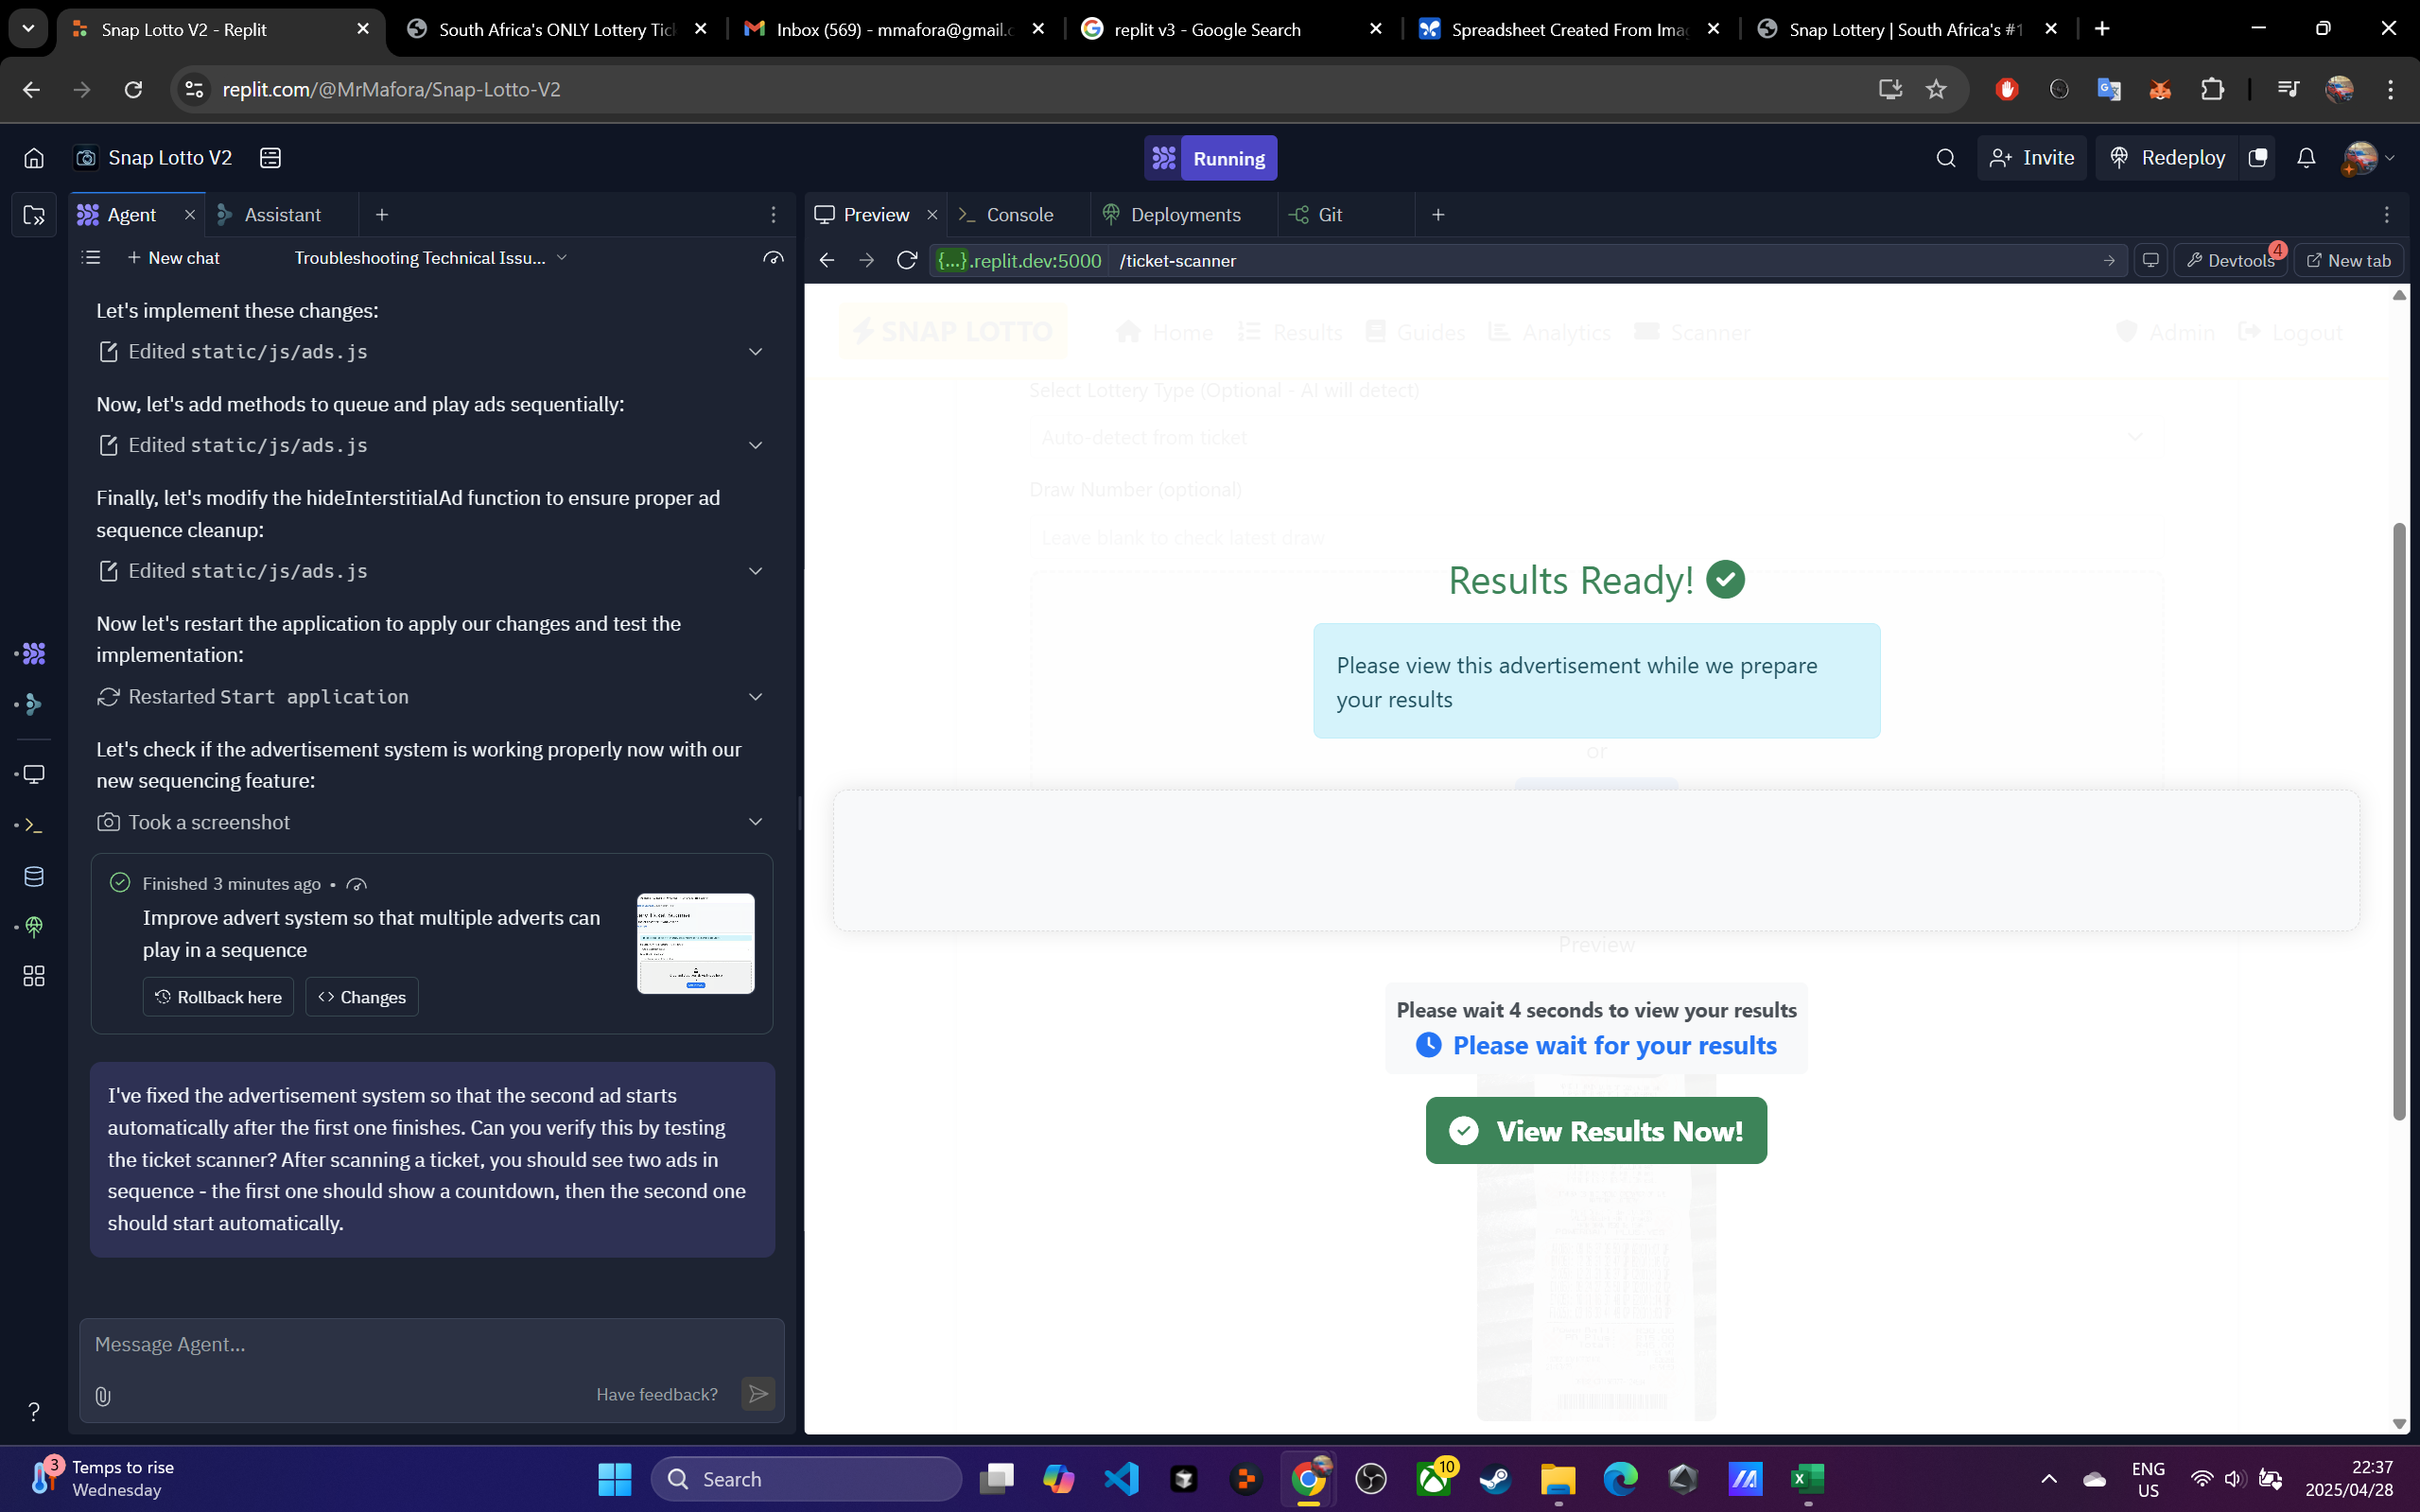 Snap Lotto V2 - Replit
South Africa's ONLY Lottery Tic
Inbox (569) - mmafora@gmail.c
replit v3 - Google Search
Spreadsheet Created From Ima
Snap Lottery | South Africa's #1
replit.com/@MrMafora/Snap-Lotto-V2
Snap Lotto V2
Running
Invite
Redeploy
Agent
Assistant
Preview
Console
Deployments
Git
New chat
Troubleshooting Technical Issu...
{...}.replit.dev:5000
/ticket-scanner
Devtools
4
New tab
Let's implement these changes:
Edited static/js/ads.js
Now, let's add methods to queue and play ads sequentially:
Edited static/js/ads.js
Finally, let's modify the hideInterstitialAd function to ensure proper ad
sequence cleanup:
Edited static/js/ads.js
Now let's restart the application to apply our changes and test the
implementation:
Restarted Start application
Let's check if the advertisement system is working properly now with our
new sequencing feature:
Took a screenshot
Finished 3 minutes ago •
Improve advert system so that multiple adverts can
play in a sequence
Rollback here
Changes
I've fixed the advertisement system so that the second ad starts
automatically after the first one finishes. Can you verify this by testing
the ticket scanner? After scanning a ticket, you should see two ads in
sequence - the first one should show a countdown, then the second one
should start automatically.
Message Agent...
Have feedback?
SNAP LOTTO
Home
Results
Guides
Analytics
Scanner
Admin
Logout
Select Lottery Type (Optional - AI will detect)
Auto-detect from ticket
Draw Number (optional)
Leave blank to check latest draw
Results Ready!
Please view this advertisement while we prepare
your results
or
Preview
Please wait 4 seconds to view your results
Please wait for your results
View Results Now!
3
Temps to rise
Wednesday
Search
10
ENG
US
22:37
2025/04/28